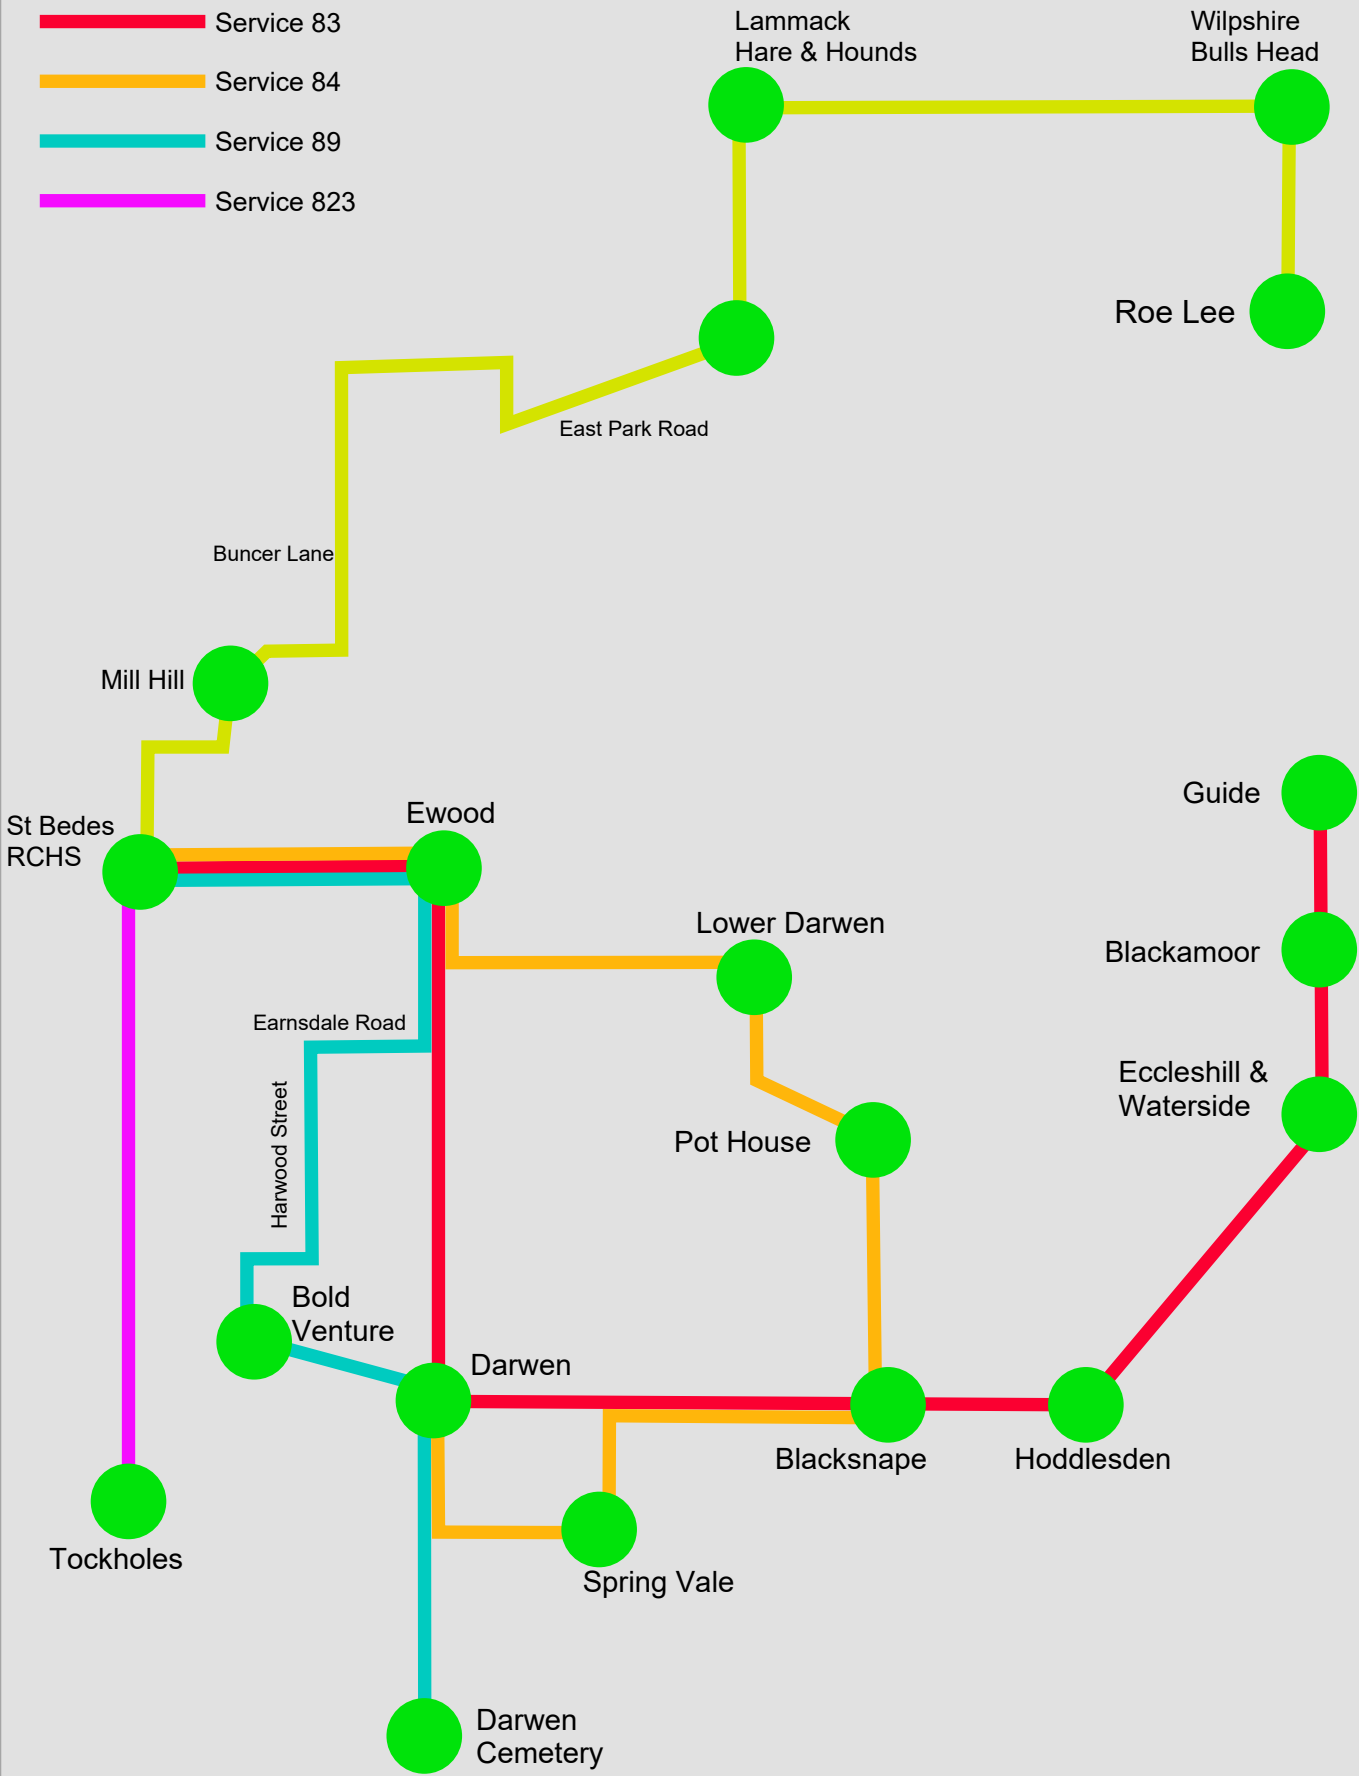 Service 83
Service 84
Service 89
Service 823
Lammack
Hare & Hounds
Wilpshire
Bulls Head
Roe Lee
East Park Road
Buncer Lane
Mill Hill
St Bedes
RCHS
Ewood
Guide
Lower Darwen
Blackamoor
Earnsdale Road
Eccleshill &
Waterside
Harwood Street
Pot House
Bold
Venture
Darwen
Blacksnape
Hoddlesden
Tockholes
Spring Vale
Darwen
Cemetery